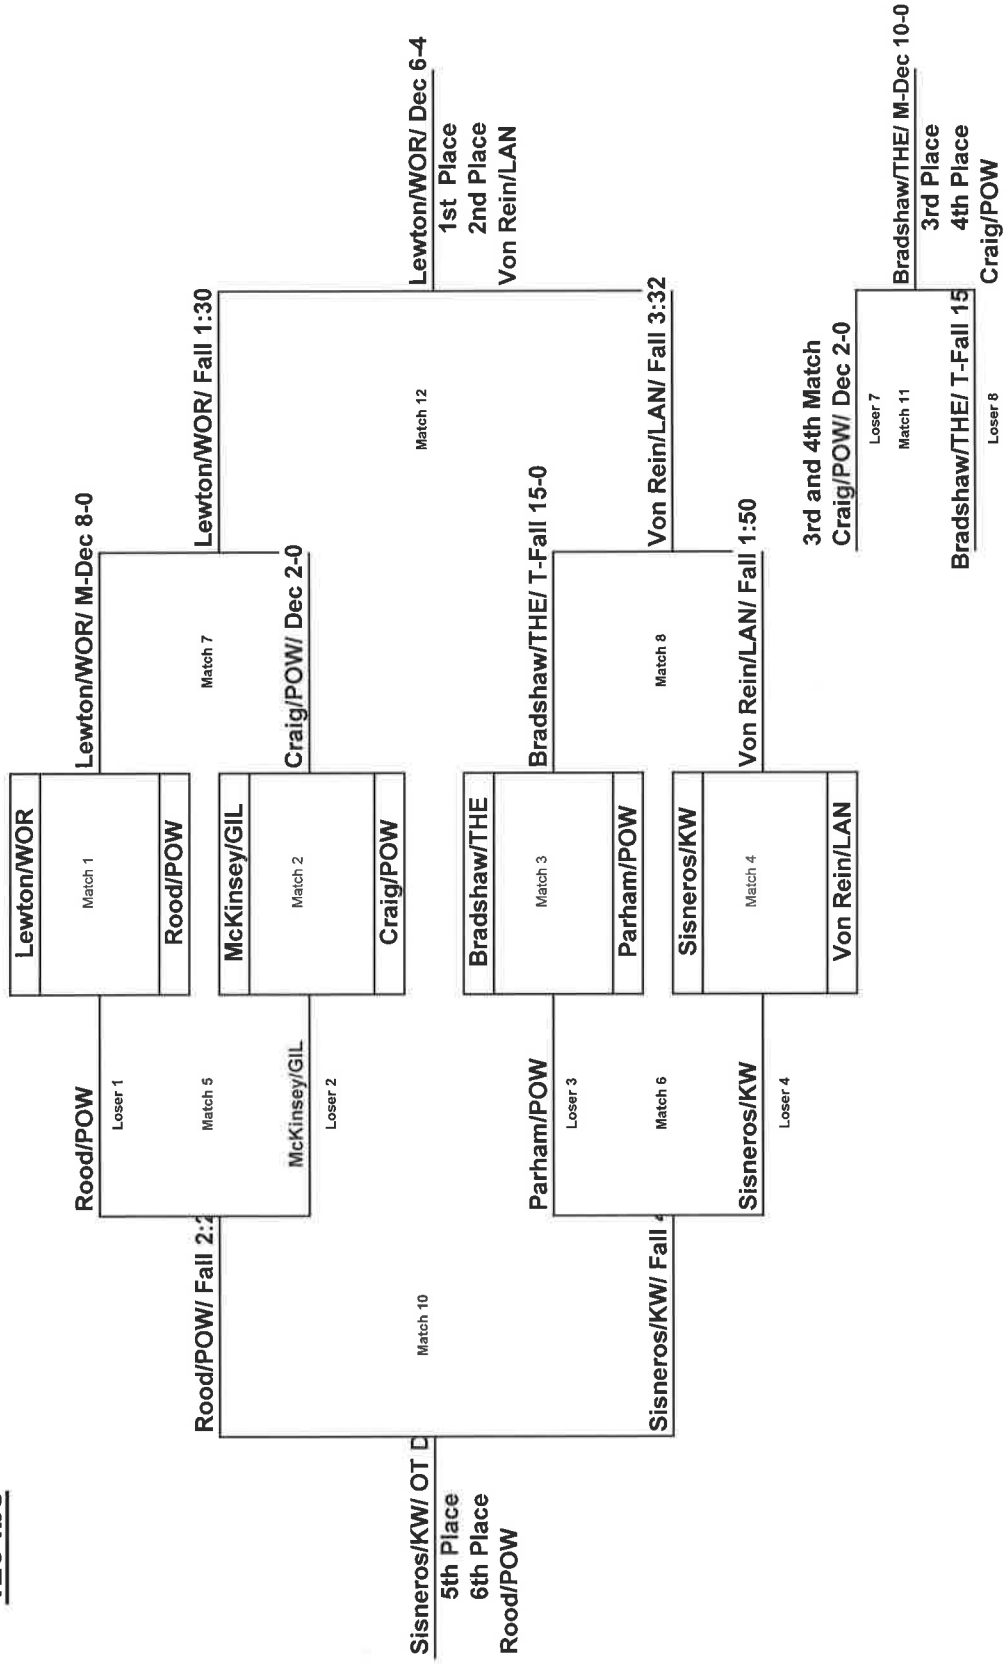 Lewton/WOR
Match 1
Rood/POW
McKinsey/GIL
Match 2
Craig/POW
Bradshaw/THE
Match 3
Parham/POW
Sisneros/KW
Match 4
Von Rein/LAN
Lewton/WOR/ M-Dec 8-0
Match 7
Craig/POW/ Dec 2-0
Bradshaw/THE/ T-Fall 15-0
Match 8
Von Rein/LAN/ Fall 1:50
Lewton/WOR/ Fall 1:30
Match 12
Von Rein/LAN/ Fall 3:32
Lewton/WOR/ Dec 6-4
1st Place
2nd Place
Von Rein/LAN
Rood/POW
Loser 1
Match 5
McKinsey/GIL
Loser 2
Parham/POW
Loser 3
Match 6
Sisneros/KW
Loser 4
Rood/POW/ Fall 2:2
Match 10
Sisneros/KW/ Fall
Sisneros/KW/ OT D
5th Place
6th Place
Rood/POW
3rd and 4th Match
Craig/POW/ Dec 2-0
Loser 7
Match 11
Bradshaw/THE/ T-Fall 15
Loser 8
Bradshaw/THE/ M-Dec 10-0
3rd Place
4th Place
Craig/POW